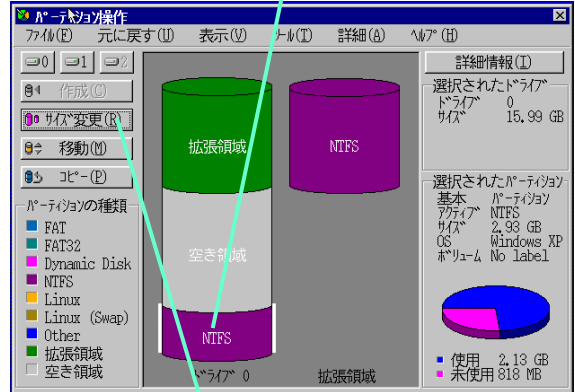 パーティション操作
ファイル(F) 元に戻す(U) 表示(V) ツール(T) 詳細(A) ヘルプ(H)
0 1 2
作成(C)
サイズ変更(R)
移動(M)
コピー(P)
パーティションの種類
FAT
FAT32
Dynamic Disk
NTFS
Linux
Linux (Swap)
Other
拡張領域
空き領域
拡張領域
空き領域
NTFS
ドライブ 0
NTFS
拡張領域
詳細情報(I)
選択されたドライブ
ドライブ 0
サイズ 15.99 GB
選択されたパーティション
基本 パーティション
アクティブ NTFS
サイズ 2.93 GB
OS Windows XP
ボリューム No label
使用 2.13 GB
未使用 818 MB